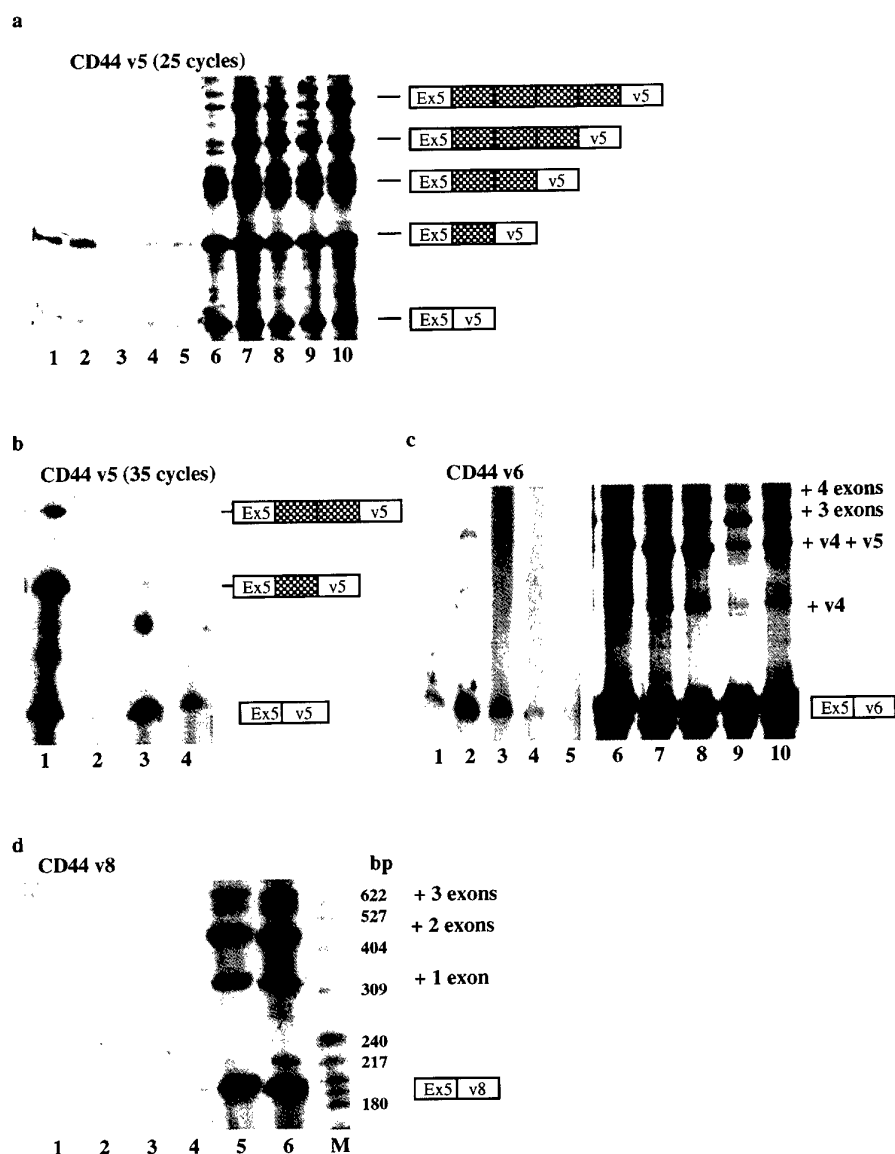 a
CD44 v5 (25 cycles)
Ex5 v5
Ex5 v5
Ex5 v5
Ex5 v5
Ex5 v5
1 2 3 4 5 6 7 8 9 10
b
CD44 v5 (35 cycles)
Ex5 v5
Ex5 v5
Ex5 v5
1 2 3 4
c
CD44 v6
+ 4 exons
+ 3 exons
+ v4 + v5
+ v4
Ex5 v6
1 2 3 4 5 6 7 8 9 10
d
CD44 v8
bp
622 + 3 exons
527
+ 2 exons
404
309 + 1 exon
240
217
Ex5 v8
180
1 2 3 4 5 6 M